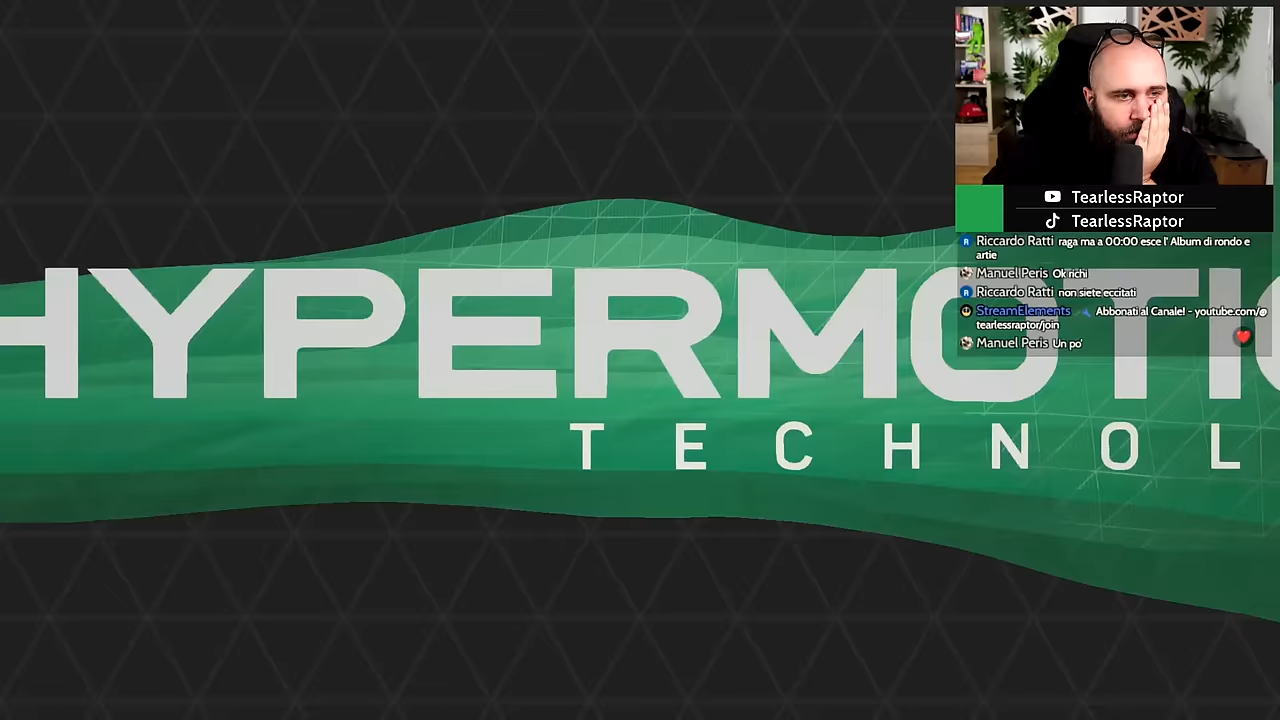 HYPERMOTIO
TECHNOL
TearlessRaptor
TearlessRaptor
Riccardo Ratti raga ma a 00:00 esce l' Album di rondo e
artie
Manuel Peris Ok richi
Riccardo Ratti non siete eccitati
StreamElements Abbonati al Canale! - youtube.com/@
tearlessraptor/join
Manuel Peris Un po'